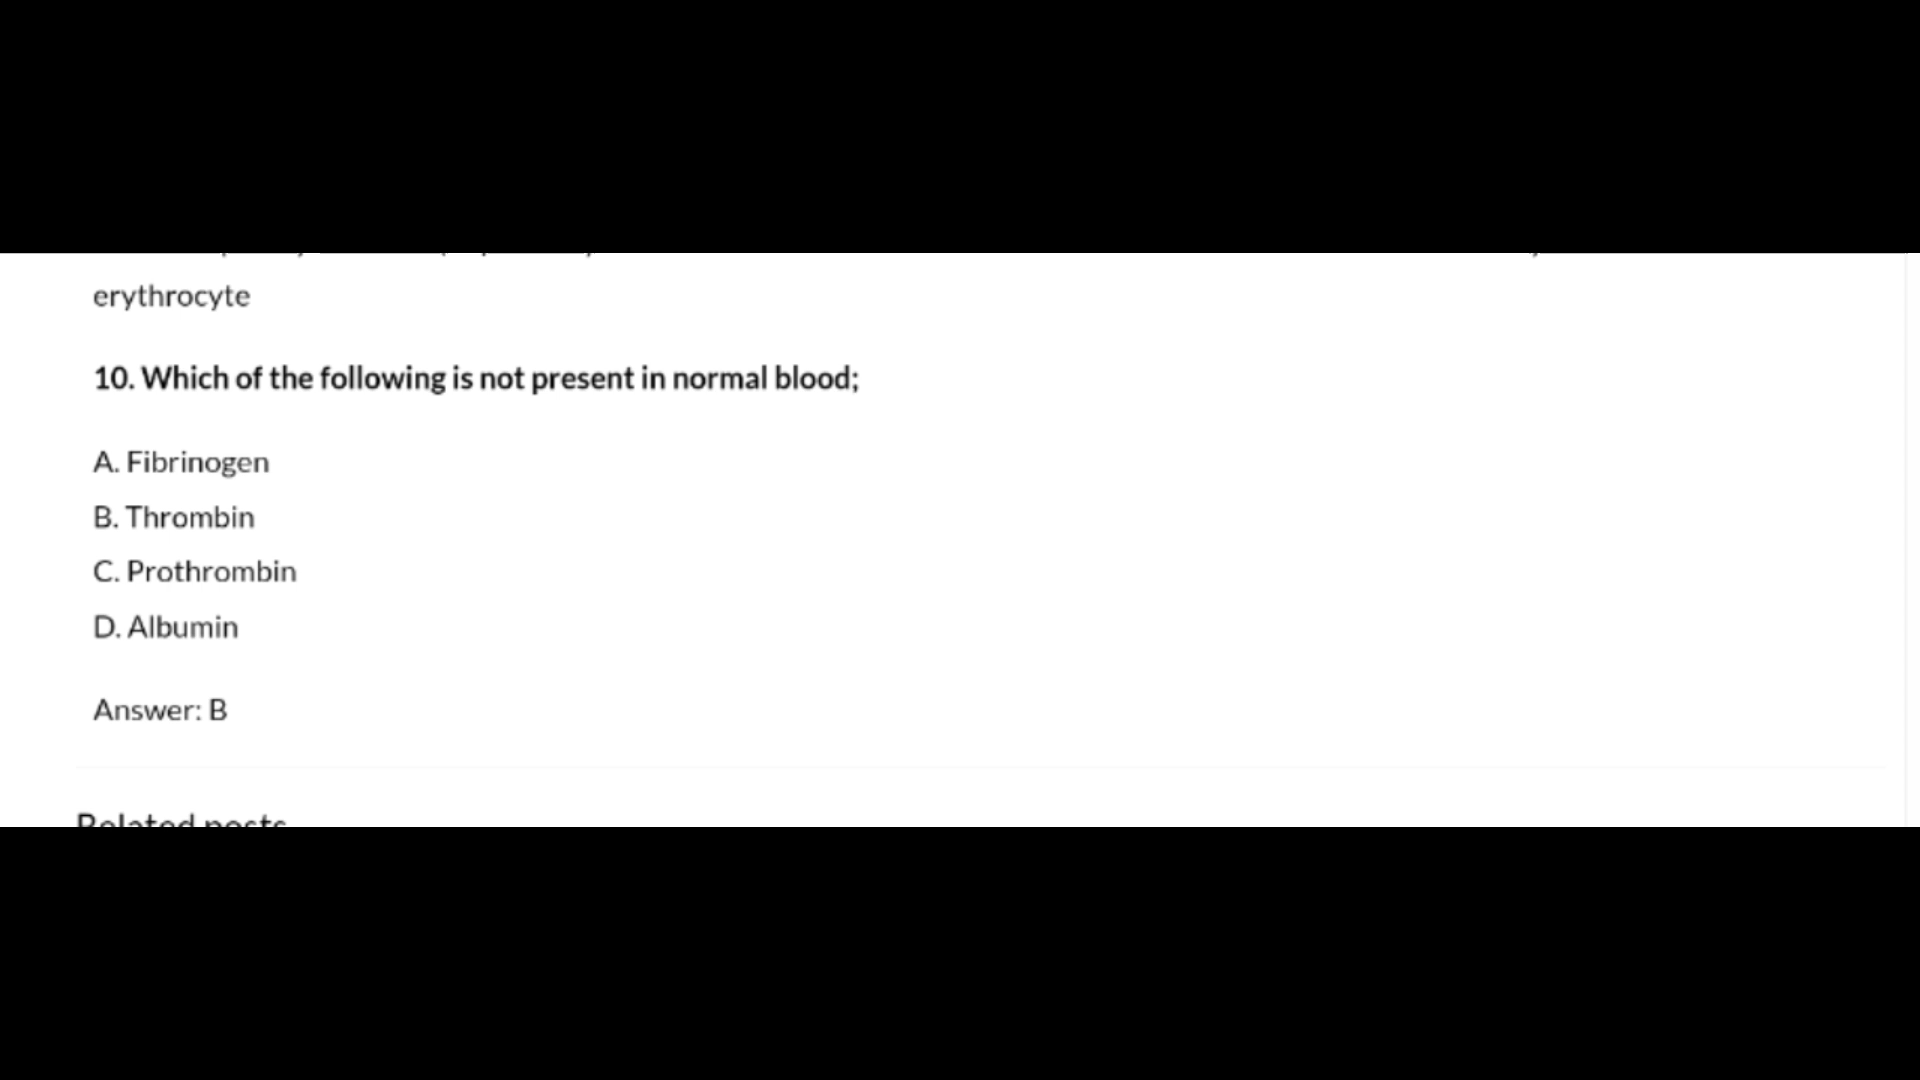 erythrocyte
10. Which of the following is not present in normal blood;
A. Fibrinogen
B. Thrombin
C. Prothrombin
D. Albumin
Answer: B
Related posts